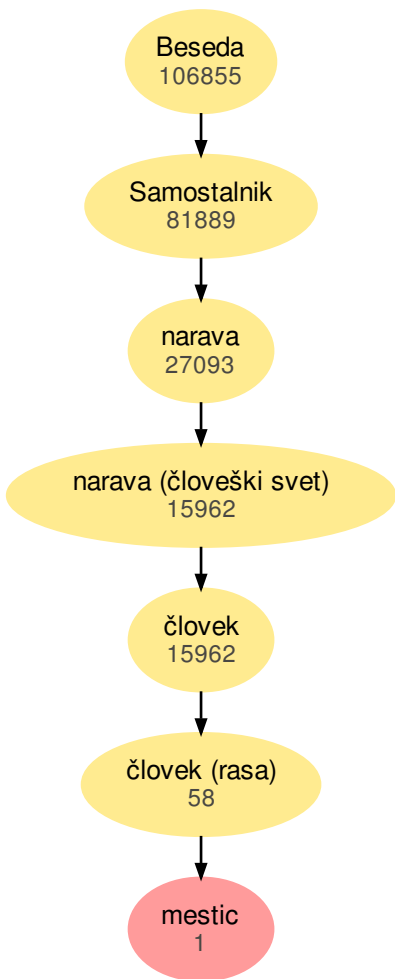 Beseda
106855
Samostalnik
81889
narava
27093
narava (človeški svet)
15962
človek
15962
človek (rasa)
58
mestic
1